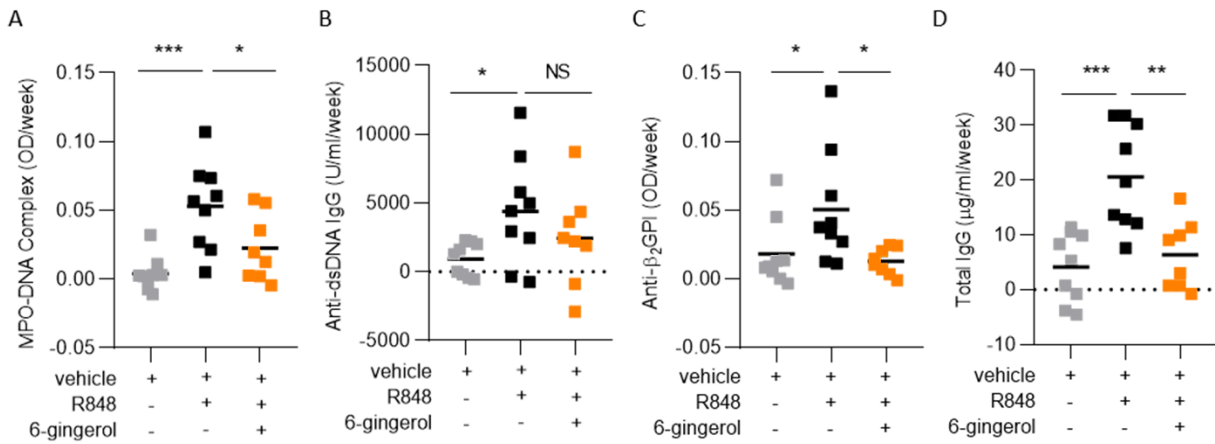 A
MPO-DNA Complex (OD/week)
*** *
0.15
0.10
0.05
0.00
-0.05
vehicle + + +
R848 - + +
6-gingerol - - +
B
Anti-dsDNA IgG (U/ml/week)
* NS
15000
10000
5000
0
-5000
vehicle + + +
R848 - + +
6-gingerol - - +
C
Anti-β₂GPI (OD/week)
* *
0.15
0.10
0.05
0.00
-0.05
vehicle + + +
R848 - + +
6-gingerol - - +
D
Total IgG (μg/ml/week)
*** **
40
30
20
10
0
-10
vehicle + + +
R848 - + +
6-gingerol - - +